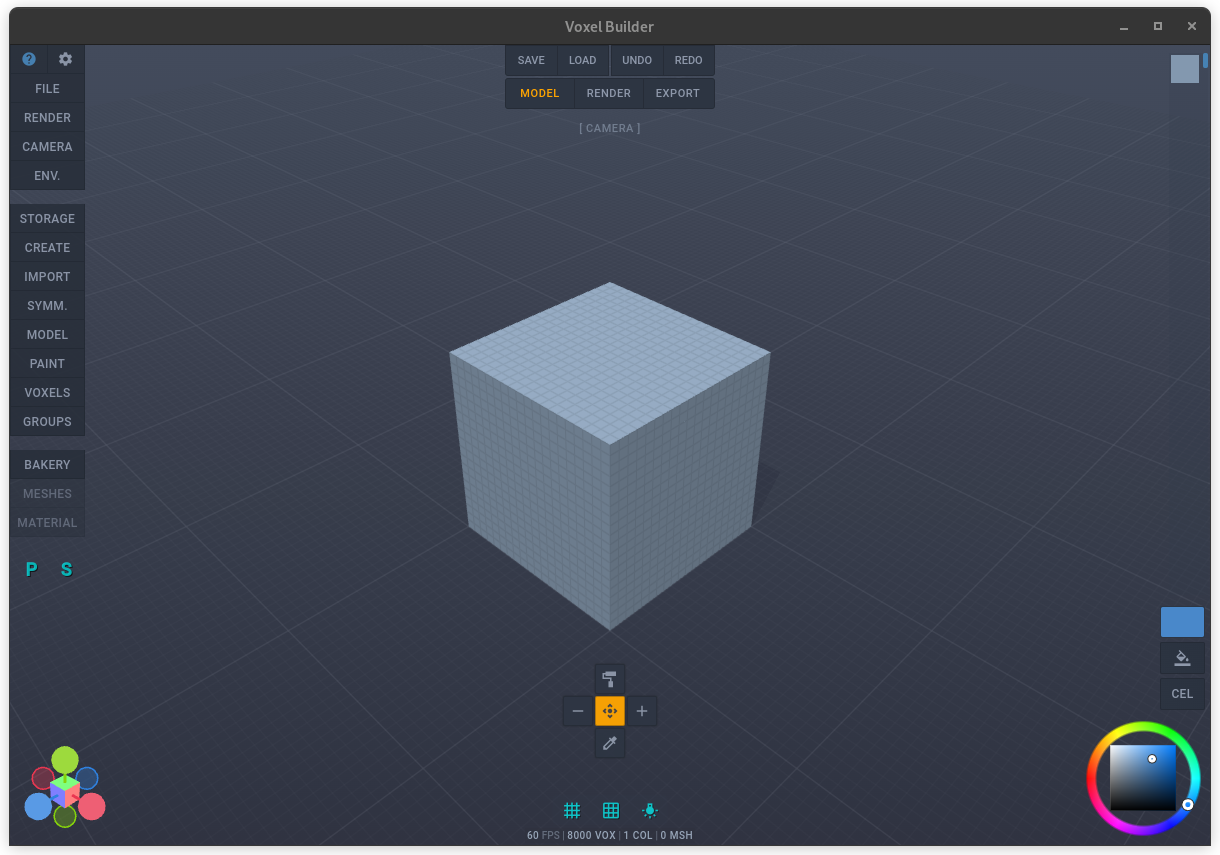 Voxel Builder
SAVE LOAD UNDO REDO
MODEL RENDER EXPORT
[ CAMERA ]
FILE
RENDER
CAMERA
ENV.
STORAGE
CREATE
IMPORT
SYMM.
MODEL
PAINT
VOXELS
GROUPS
BAKERY
MESHES
MATERIAL
P S
CEL
60 FPS | 8000 VOX | 1 COL | 0 MSH